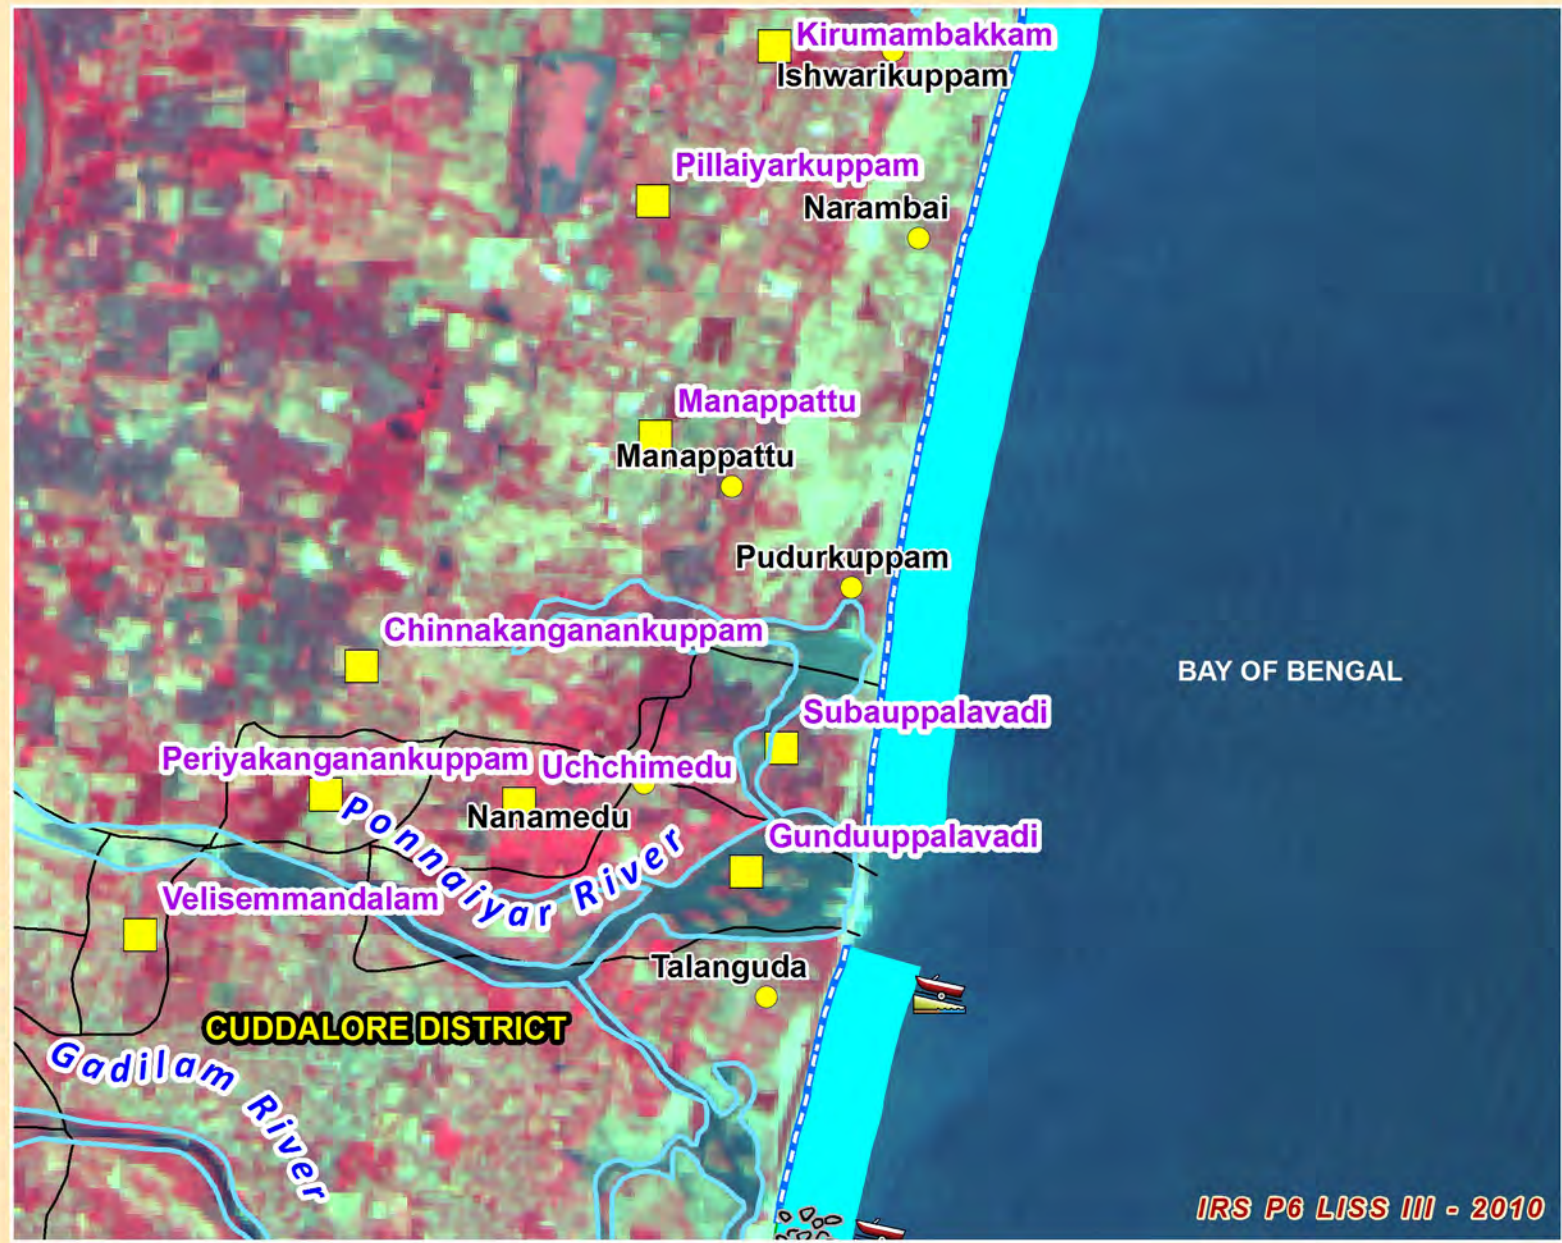 Kirumambakkam
Ishwarikuppam
Pillaiyarkuppam
Narambai
Manappattu
Manappattu
Pudurkuppam
Chinnakanganankuppam
BAY OF BENGAL
Subauppalavadi
Periyakanganankuppam
Uchchimedu
Nanamedu
Ponnaiyar River
Gunduuppalavadi
Velisemmandalam
Talanguda
CUDDALORE DISTRICT
Gadilam River
IRS P6 LISS III - 2010